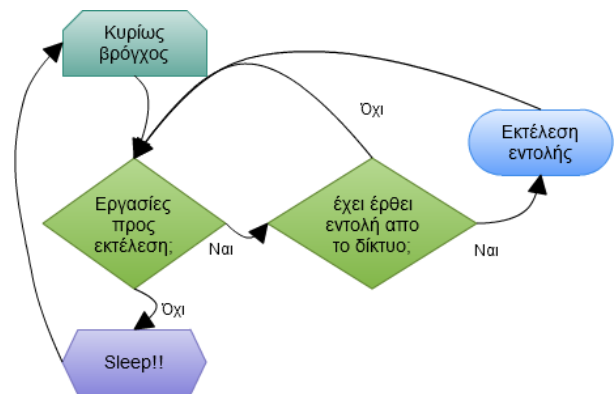 Κυρίως
βρόγχος
Όχι
Εκτέλεση
εντολής
Εργασίες
προς
εκτέλεση;
Ναι
έχει έρθει
εντολή απο
το δίκτυο;
Ναι
Όχι
Sleep!!